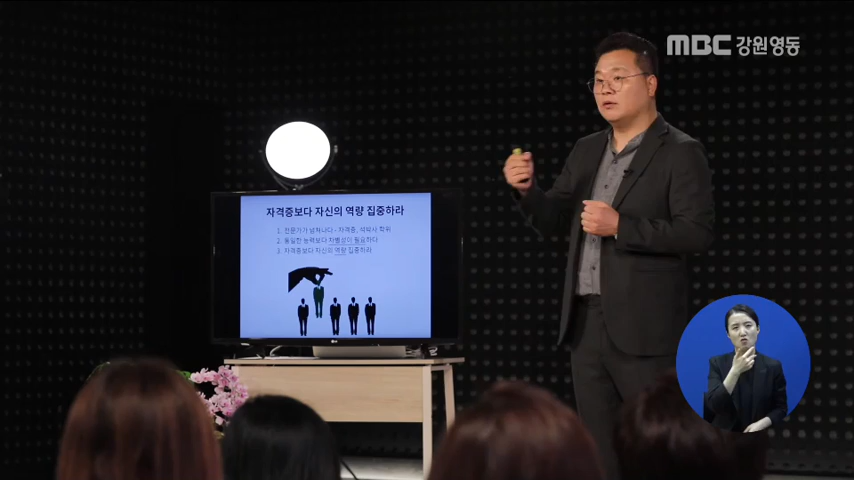 MBC 강원영동
자격증보다 자신의 역량 집중하라
1. 전문가가 넘쳐나다 - 자격증, 석박사 학위
2. 동일한 능력보다 차별성이 필요하다
3. 자격증보다 자신의 역량 집중하라
LG